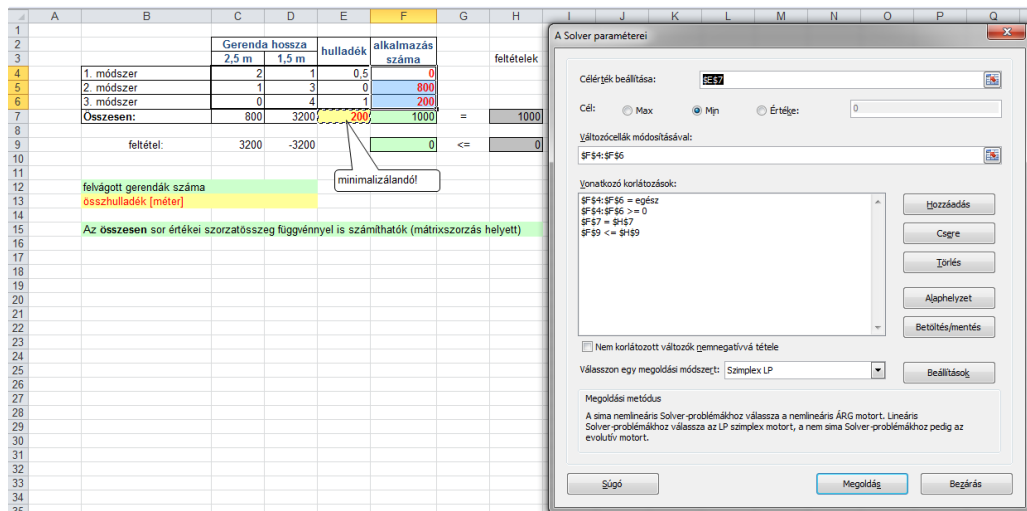 A B C D E F G H I J K L M N O P Q
1
2 Gerenda hossza hulladék alkalmazás
3 2,5 m 1,5 m száma feltételek
4 1. módszer 2 1 0,5 0
5 2. módszer 1 3 0 800
6 3. módszer 0 4 1 200
7 Összesen: 800 3200 200 1000 = 1000
8
9 feltétel: 3200 -3200 0 <= 0
10
11
minimalizálandó!
12 felvágott gerendák száma
13 összhulladék [méter]
14
15 Az összesen sor értékei szorzatösszeg függvénnyel is számíthatók (mátrixszorzás helyett)
16
17
18
19
20
21
22
23
24
25
26
27
28
29
30
31
32
33
34
A Solver paraméterei
Célérték beállítása: $E$7
Cél: Max Min Értéke: 0
Változócellák módosításával:
$F$4:$F$6
Vonatkozó korlátozások:
$F$4:$F$6 = egész
$F$4:$F$6 >= 0
$F$7 = $H$7
$F$9 <= $H$9
Hozzáadás
Csere
Törlés
Alaphelyzet
Betöltés/mentés
Nem korlátozott változók nemnegatívvá tétele
Válasszon egy megoldási módszert: Szimplex LP
Beállítások
Megoldási metódus
A sima nemlineáris Solver-problémákhoz válassza a nemlineáris ÁRG motort. Lineáris
Solver-problémákhoz válassza az LP szimplex motort, a nem sima Solver-problémákhoz pedig az
evolutív motort.
Súgó
Megoldás
Bezárás